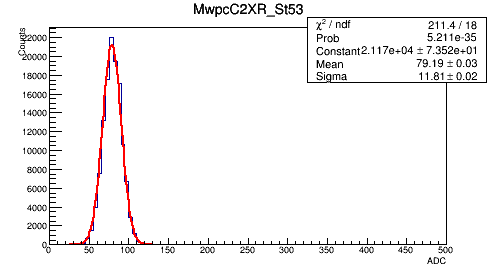 MwpcC2XR_St53
χ² / ndf 211.4 / 18
Prob 5.211e-35
Constant 2.117e+04 ± 7.352e+01
Mean 79.19 ± 0.03
Sigma 11.81 ± 0.02
Counts
22000
20000
18000
16000
14000
12000
10000
8000
6000
4000
2000
0
0 50 100 150 200 250 300 350 400 450 500
ADC